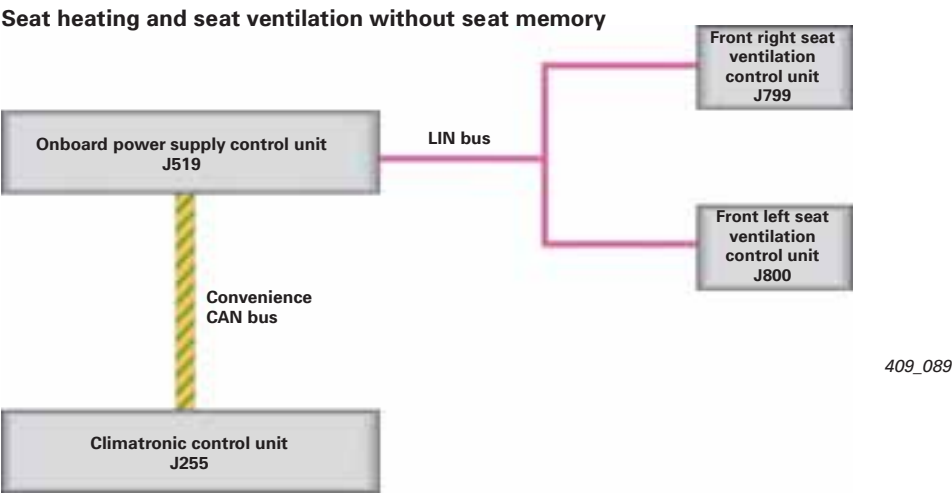 Seat heating and seat ventilation without seat memory
Front right seat
ventilation
control unit
J799
Onboard power supply control unit
J519
LIN bus
Front left seat
ventilation
control unit
J800
Convenience
CAN bus
409_089
Climatronic control unit
J255